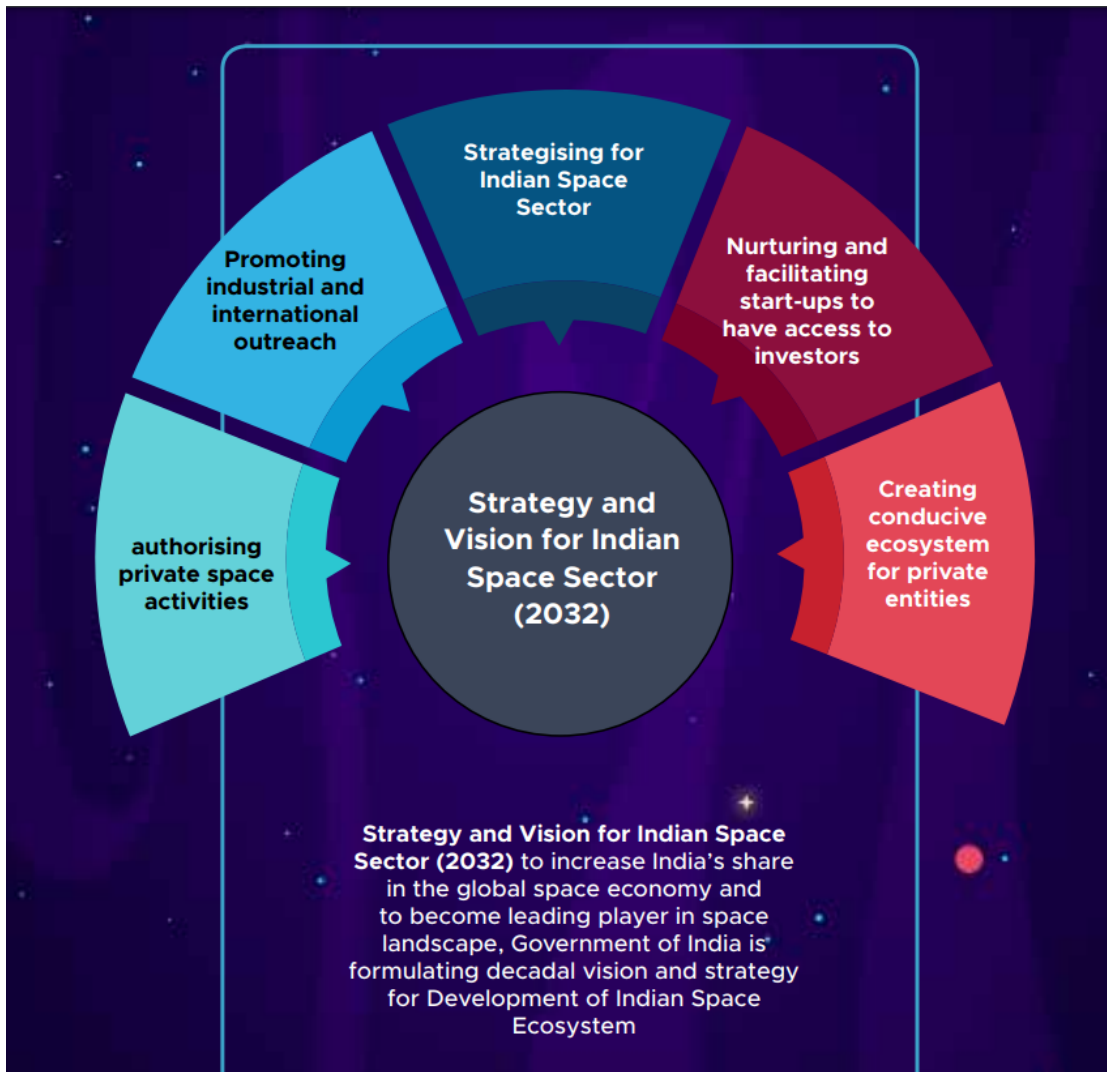 Strategising for
Indian Space
Sector
Promoting
industrial and
international
outreach
Nurturing and
facilitating
start-ups to
have access to
investors
authorising
private space
activities
Strategy and
Vision for Indian
Space Sector
(2032)
Creating
conducive
ecosystem
for private
entities
Strategy and Vision for Indian Space
Sector (2032) to increase India’s share
in the global space economy and
to become leading player in space
landscape, Government of India is
formulating decadal vision and strategy
for Development of Indian Space
Ecosystem